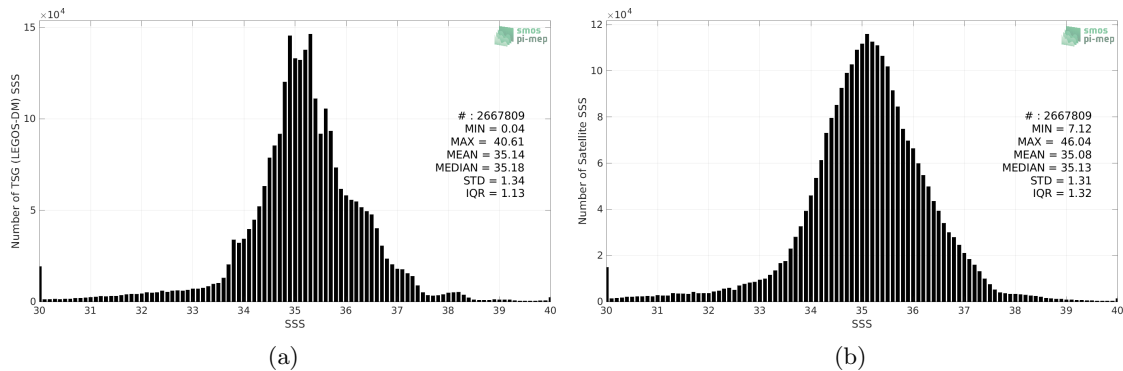 ×10⁴
15
10
5
0
30 31 32 33 34 35 36 37 38 39 40
SSS
Number of TSG (LEGOS-DM) SSS
smos
pi-mep
# : 2667809
MIN = 0.04
MAX = 40.61
MEAN = 35.14
MEDIAN = 35.18
STD = 1.34
IQR = 1.13
(a)
×10⁴
12
10
8
6
4
2
0
30 31 32 33 34 35 36 37 38 39 40
SSS
Number of Satellite SSS
smos
pi-mep
# : 2667809
MIN = 7.12
MAX = 46.04
MEAN = 35.08
MEDIAN = 35.13
STD = 1.31
IQR = 1.32
(b)